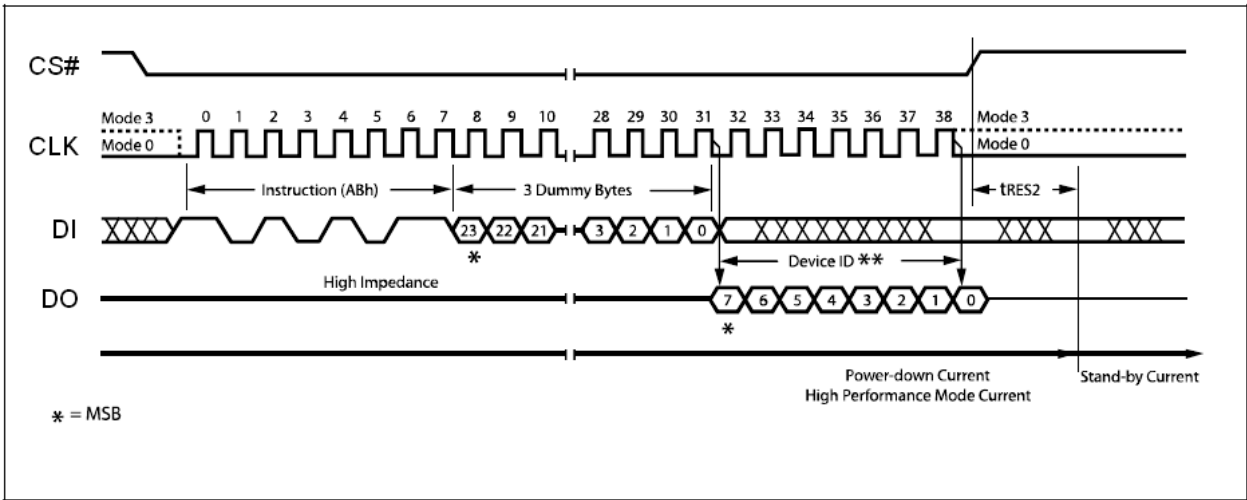 CS#
Mode 3 0 1 2 3 4 5 6 7 8 9 10 28 29 30 31 32 33 34 35 36 37 38 Mode 3
CLK Mode 0 Mode 0
Instruction (ABh) 3 Dummy Bytes tRES2
DI 23 22 21 3 2 1 0
* Device ID **
High Impedance
DO 7 6 5 4 3 2 1 0
*
Power-down Current Stand-by Current
High Performance Mode Current
* = MSB